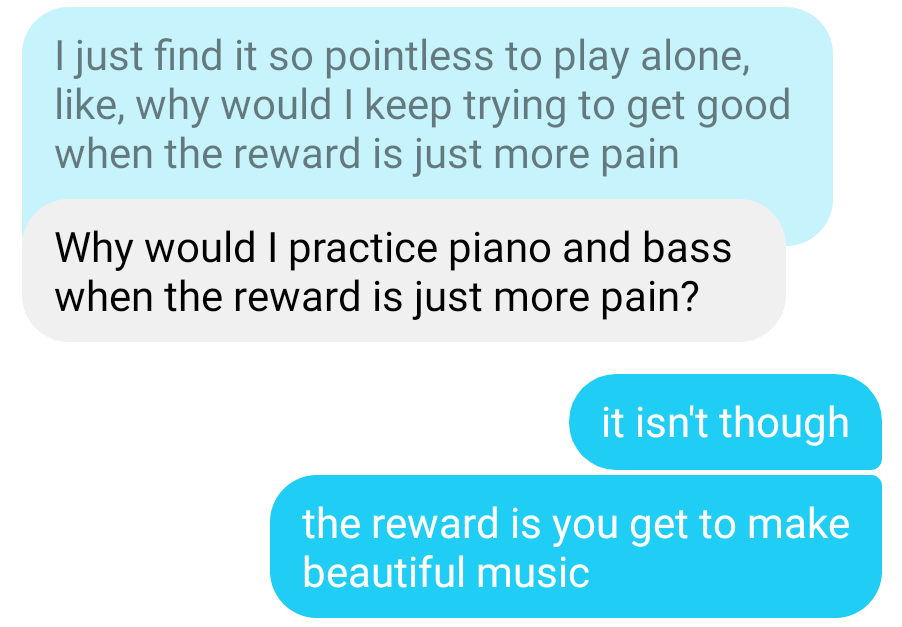 I just find it so pointless to play alone,
like, why would I keep trying to get good
when the reward is just more pain
Why would I practice piano and bass
when the reward is just more pain?
it isn't though
the reward is you get to make
beautiful music